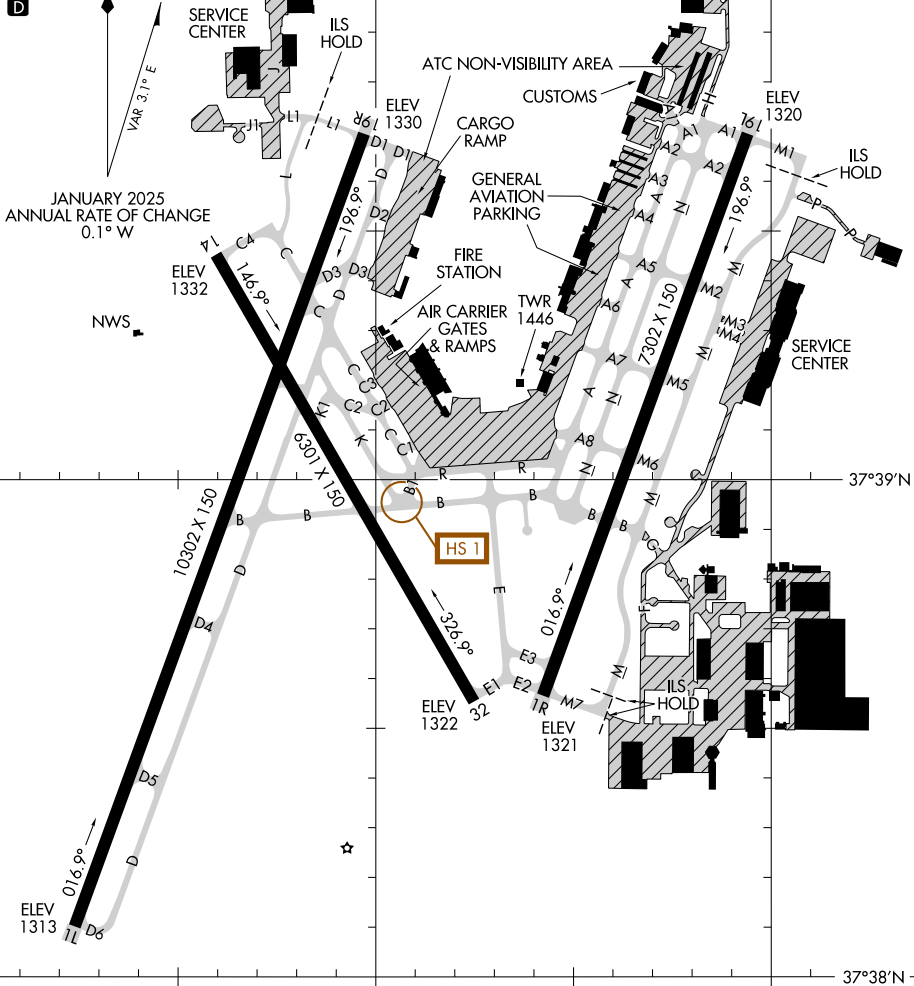 D
VAR 3.1° E
JANUARY 2025
ANNUAL RATE OF CHANGE
0.1° W
SERVICE
CENTER
ILS
HOLD
J
J1
L1
L1
L
ELEV
1330
19R
D1
D1
D
D2
ATC NON-VISIBILITY AREA
CUSTOMS
CARGO
RAMP
GENERAL
AVIATION
PARKING
H
ELEV
1320
19L
A1
A1
A2
A2
A3
A
A4
N
M1
ILS
HOLD
P
P
196.9°
196.9°
14
C4
C
ELEV
1332
146.9°
D3
D3
D
C
FIRE
STATION
AIR CARRIER
GATES
& RAMPS
TWR
1446
A5
A
A6
M
M2
7302 X 150
M3
M4
M
SERVICE
CENTER
NWS
C
C3
C2
C2
C1
K1
K
A7
A
N
M5
A8
N
M6
M
6301 X 150
10302 X 150
R
R
B1
B
B
B
B
B
B
37°39'N
HS 1
G
F
D
D4
E
016.9°
326.9°
E3
E1
E2
M
M7
ILS
HOLD
ELEV
1322
32
1R
ELEV
1321
D5
D
016.9°
ELEV
1313
1L
D6
37°38'N